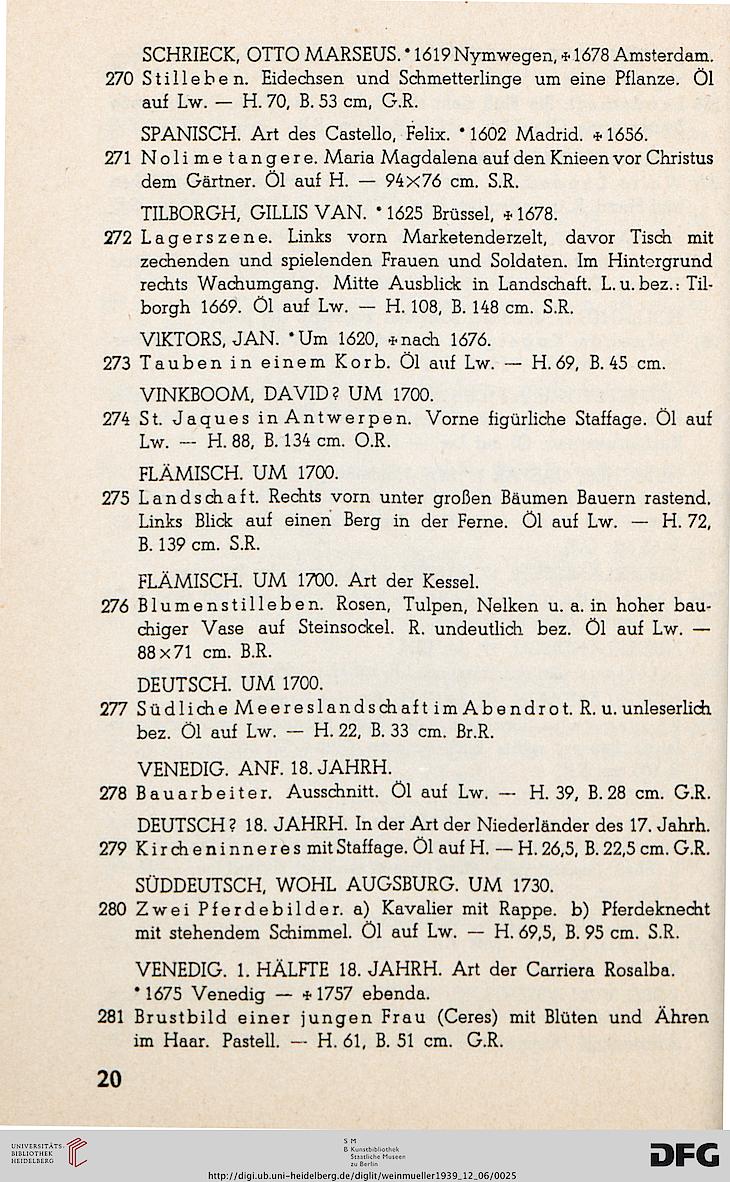 SCHRIECK, OTTO MARSEUS. * 1619 Nymwegen, ✠ 1678 Amsterdam.
270 Stilleben. Eidechsen und Schmetterlinge um eine Pflanze. Öl
auf Lw. — H. 70, B. 53 cm, G.R.
SPANISCH. Art des Castello, Felix. * 1602 Madrid. ✠ 1656.
271 Noli me tangere. Maria Magdalena auf den Knieen vor Christus
dem Gärtner. Öl auf H. — 94×76 cm. S.R.
TILBORGH, GILLIS VAN. * 1625 Brüssel, ✠ 1678.
272 Lagerszene. Links vorn Marketenderzelt, davor Tisch mit
zechenden und spielenden Frauen und Soldaten. Im Hintergrund
rechts Wachumgang. Mitte Ausblick in Landschaft. L. u. bez.: Til-
borgh 1669. Öl auf Lw. — H. 108, B. 148 cm. S.R.
VIKTORS, JAN. * Um 1620, ✠ nach 1676.
273 Tauben in einem Korb. Öl auf Lw. — H. 69, B. 45 cm.
VINKBOOM, DAVID? UM 1700.
274 St. Jaques in Antwerpen. Vorne figürliche Staffage. Öl auf
Lw. — H. 88, B. 134 cm. O.R.
FLÄMISCH. UM 1700.
275 Landschaft. Rechts vorn unter großen Bäumen Bauern rastend.
Links Blick auf einen Berg in der Ferne. Öl auf Lw. — H. 72,
B. 139 cm. S.R.
FLÄMISCH. UM 1700. Art der Kessel.
276 Blumenstilleben. Rosen, Tulpen, Nelken u. a. in hoher bau-
chiger Vase auf Steinsockel. R. undeutlich bez. Öl auf Lw. —
88×71 cm. B.R.
DEUTSCH. UM 1700.
277 Südliche Meereslandschaft im Abendrot. R. u. unleserlich
bez. Öl auf Lw. — H. 22, B. 33 cm. Br.R.
VENEDIG. ANF. 18. JAHRH.
278 Bauarbeiter. Ausschnitt. Öl auf Lw. — H. 39, B. 28 cm. G.R.
DEUTSCH? 18. JAHRH. In der Art der Niederländer des 17. Jahrh.
279 Kircheninneres mit Staffage. Öl auf H. — H. 26,5, B. 22,5 cm. G.R.
SÜDDEUTSCH, WOHL AUGSBURG. UM 1730.
280 Zwei Pferdebilder. a) Kavalier mit Rappe. b) Pferdeknecht
mit stehendem Schimmel. Öl auf Lw. — H. 69,5, B. 95 cm. S.R.
VENEDIG. 1. HÄLFTE 18. JAHRH. Art der Carriera Rosalba.
* 1675 Venedig — ✠ 1757 ebenda.
281 Brustbild einer jungen Frau (Ceres) mit Blüten und Ähren
im Haar. Pastell. — H. 61, B. 51 cm. G.R.
20
UNIVERSITÄTS-
BIBLIOTHEK
HEIDELBERG
S M
B Kunstbibliothek
Staatliche Museen
zu Berlin
DFG
http://digi.ub.uni-heidelberg.de/diglit/weinmueller1939_12_06/0025